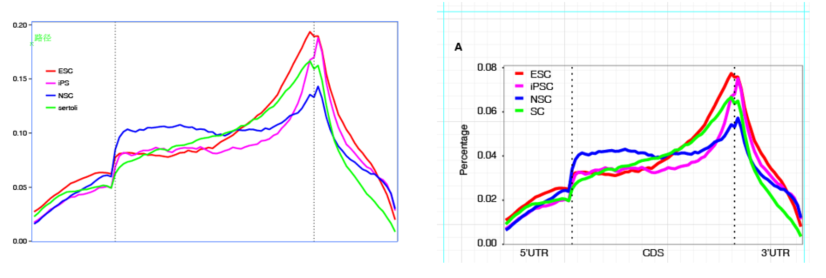 0.20
路径
0.15
ESC
iPS
NSC
sertoli
0.10
0.05
0.00
A
0.08
ESC
iPSC
NSC
SC
0.06
Percentage
0.04
0.02
0.00
5'UTR CDS 3'UTR